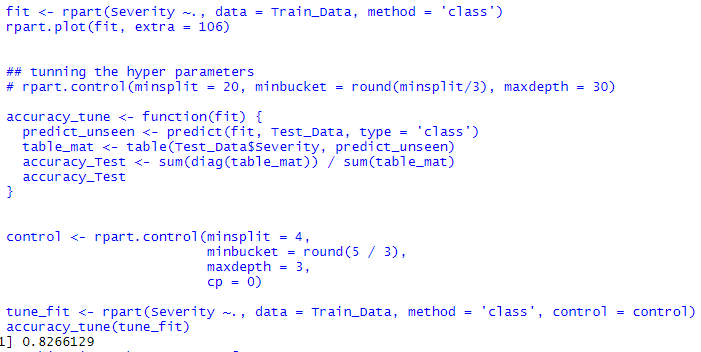 fit <- rpart(Severity ~., data = Train_Data, method = 'class')
rpart.plot(fit, extra = 106)
## tunning the hyper parameters
# rpart.control(minsplit = 20, minbucket = round(minsplit/3), maxdepth = 30)
accuracy_tune <- function(fit) {
  predict_unseen <- predict(fit, Test_Data, type = 'class')
  table_mat <- table(Test_Data$Severity, predict_unseen)
  accuracy_Test <- sum(diag(table_mat)) / sum(table_mat)
  accuracy_Test
}
control <- rpart.control(minsplit = 4,
                         minbucket = round(5 / 3),
                         maxdepth = 3,
                         cp = 0)
tune_fit <- rpart(Severity ~., data = Train_Data, method = 'class', control = control)
accuracy_tune(tune_fit)
1] 0.8266129